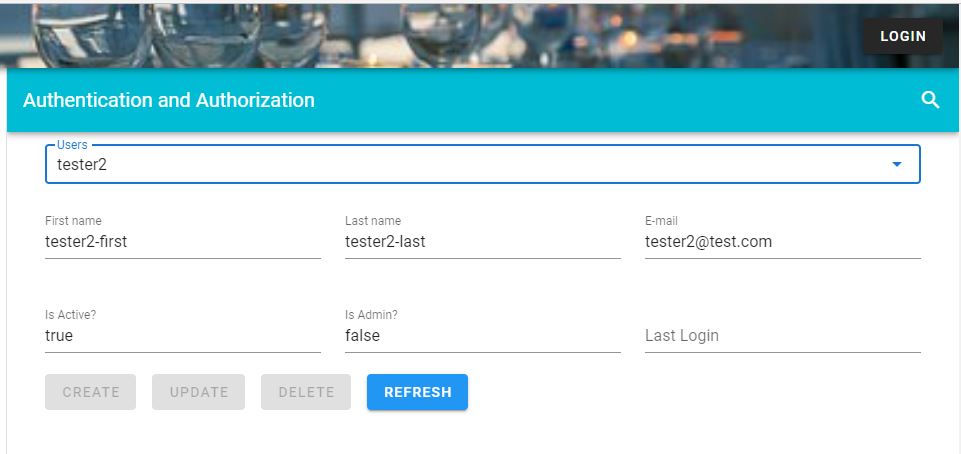 LOGIN
Authentication and Authorization
Users
tester2
First name
Last name
E-mail
tester2-first
tester2-last
tester2@test.com
Is Active?
Is Admin?
true
false
Last Login
CREATE
UPDATE
DELETE
REFRESH